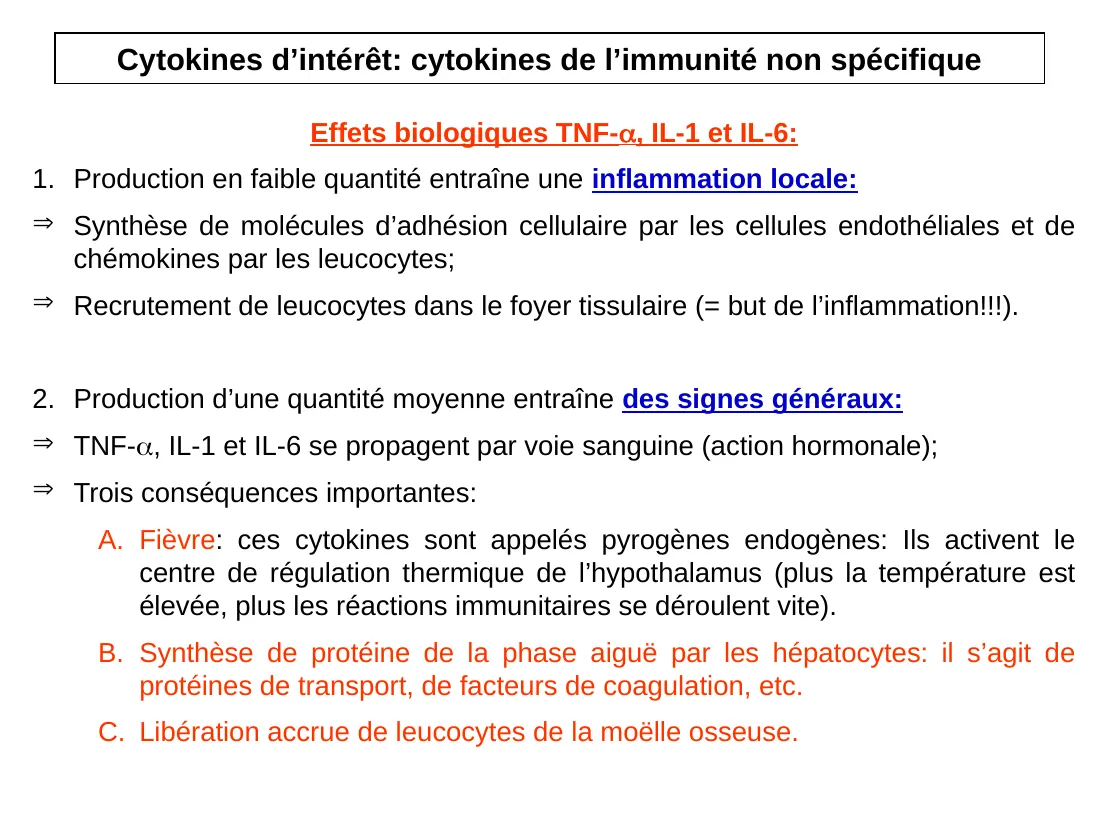 Cytokines d’intérêt: cytokines de l’immunité non spécifique
Effets biologiques TNF-α, IL-1 et IL-6:
1. Production en faible quantité entraîne une inflammation locale:
⇒ Synthèse de molécules d’adhésion cellulaire par les cellules endothéliales et de
chémokines par les leucocytes;
⇒ Recrutement de leucocytes dans le foyer tissulaire (= but de l’inflammation!!!).
2. Production d’une quantité moyenne entraîne des signes généraux:
⇒ TNF-α, IL-1 et IL-6 se propagent par voie sanguine (action hormonale);
⇒ Trois conséquences importantes:
A. Fièvre: ces cytokines sont appelés pyrogènes endogènes: Ils activent le
centre de régulation thermique de l’hypothalamus (plus la température est
élevée, plus les réactions immunitaires se déroulent vite).
B. Synthèse de protéine de la phase aiguë par les hépatocytes: il s’agit de
protéines de transport, de facteurs de coagulation, etc.
C. Libération accrue de leucocytes de la moëlle osseuse.